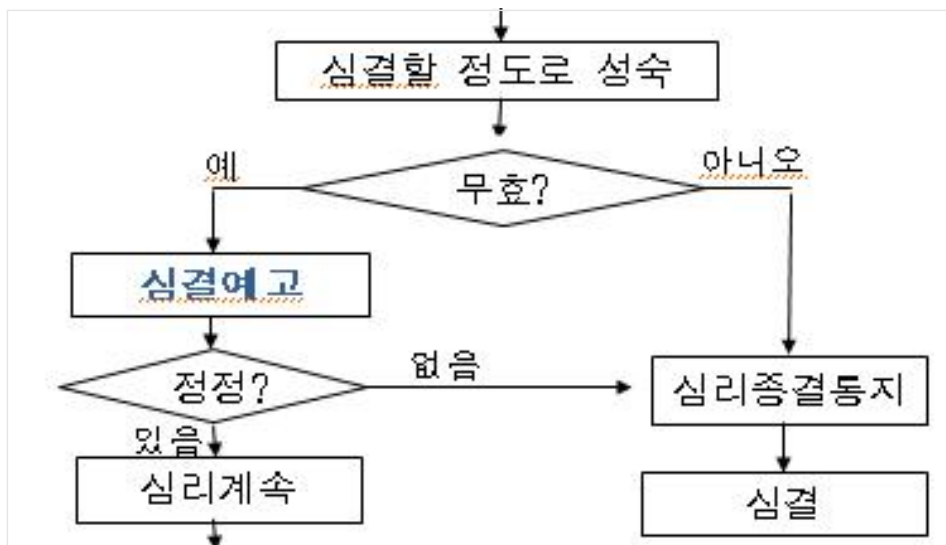 심결할 정도로 성숙
예
아니오
무효?
심결예고
정정?
없음
있음
심리종결통지
심리계속
심결